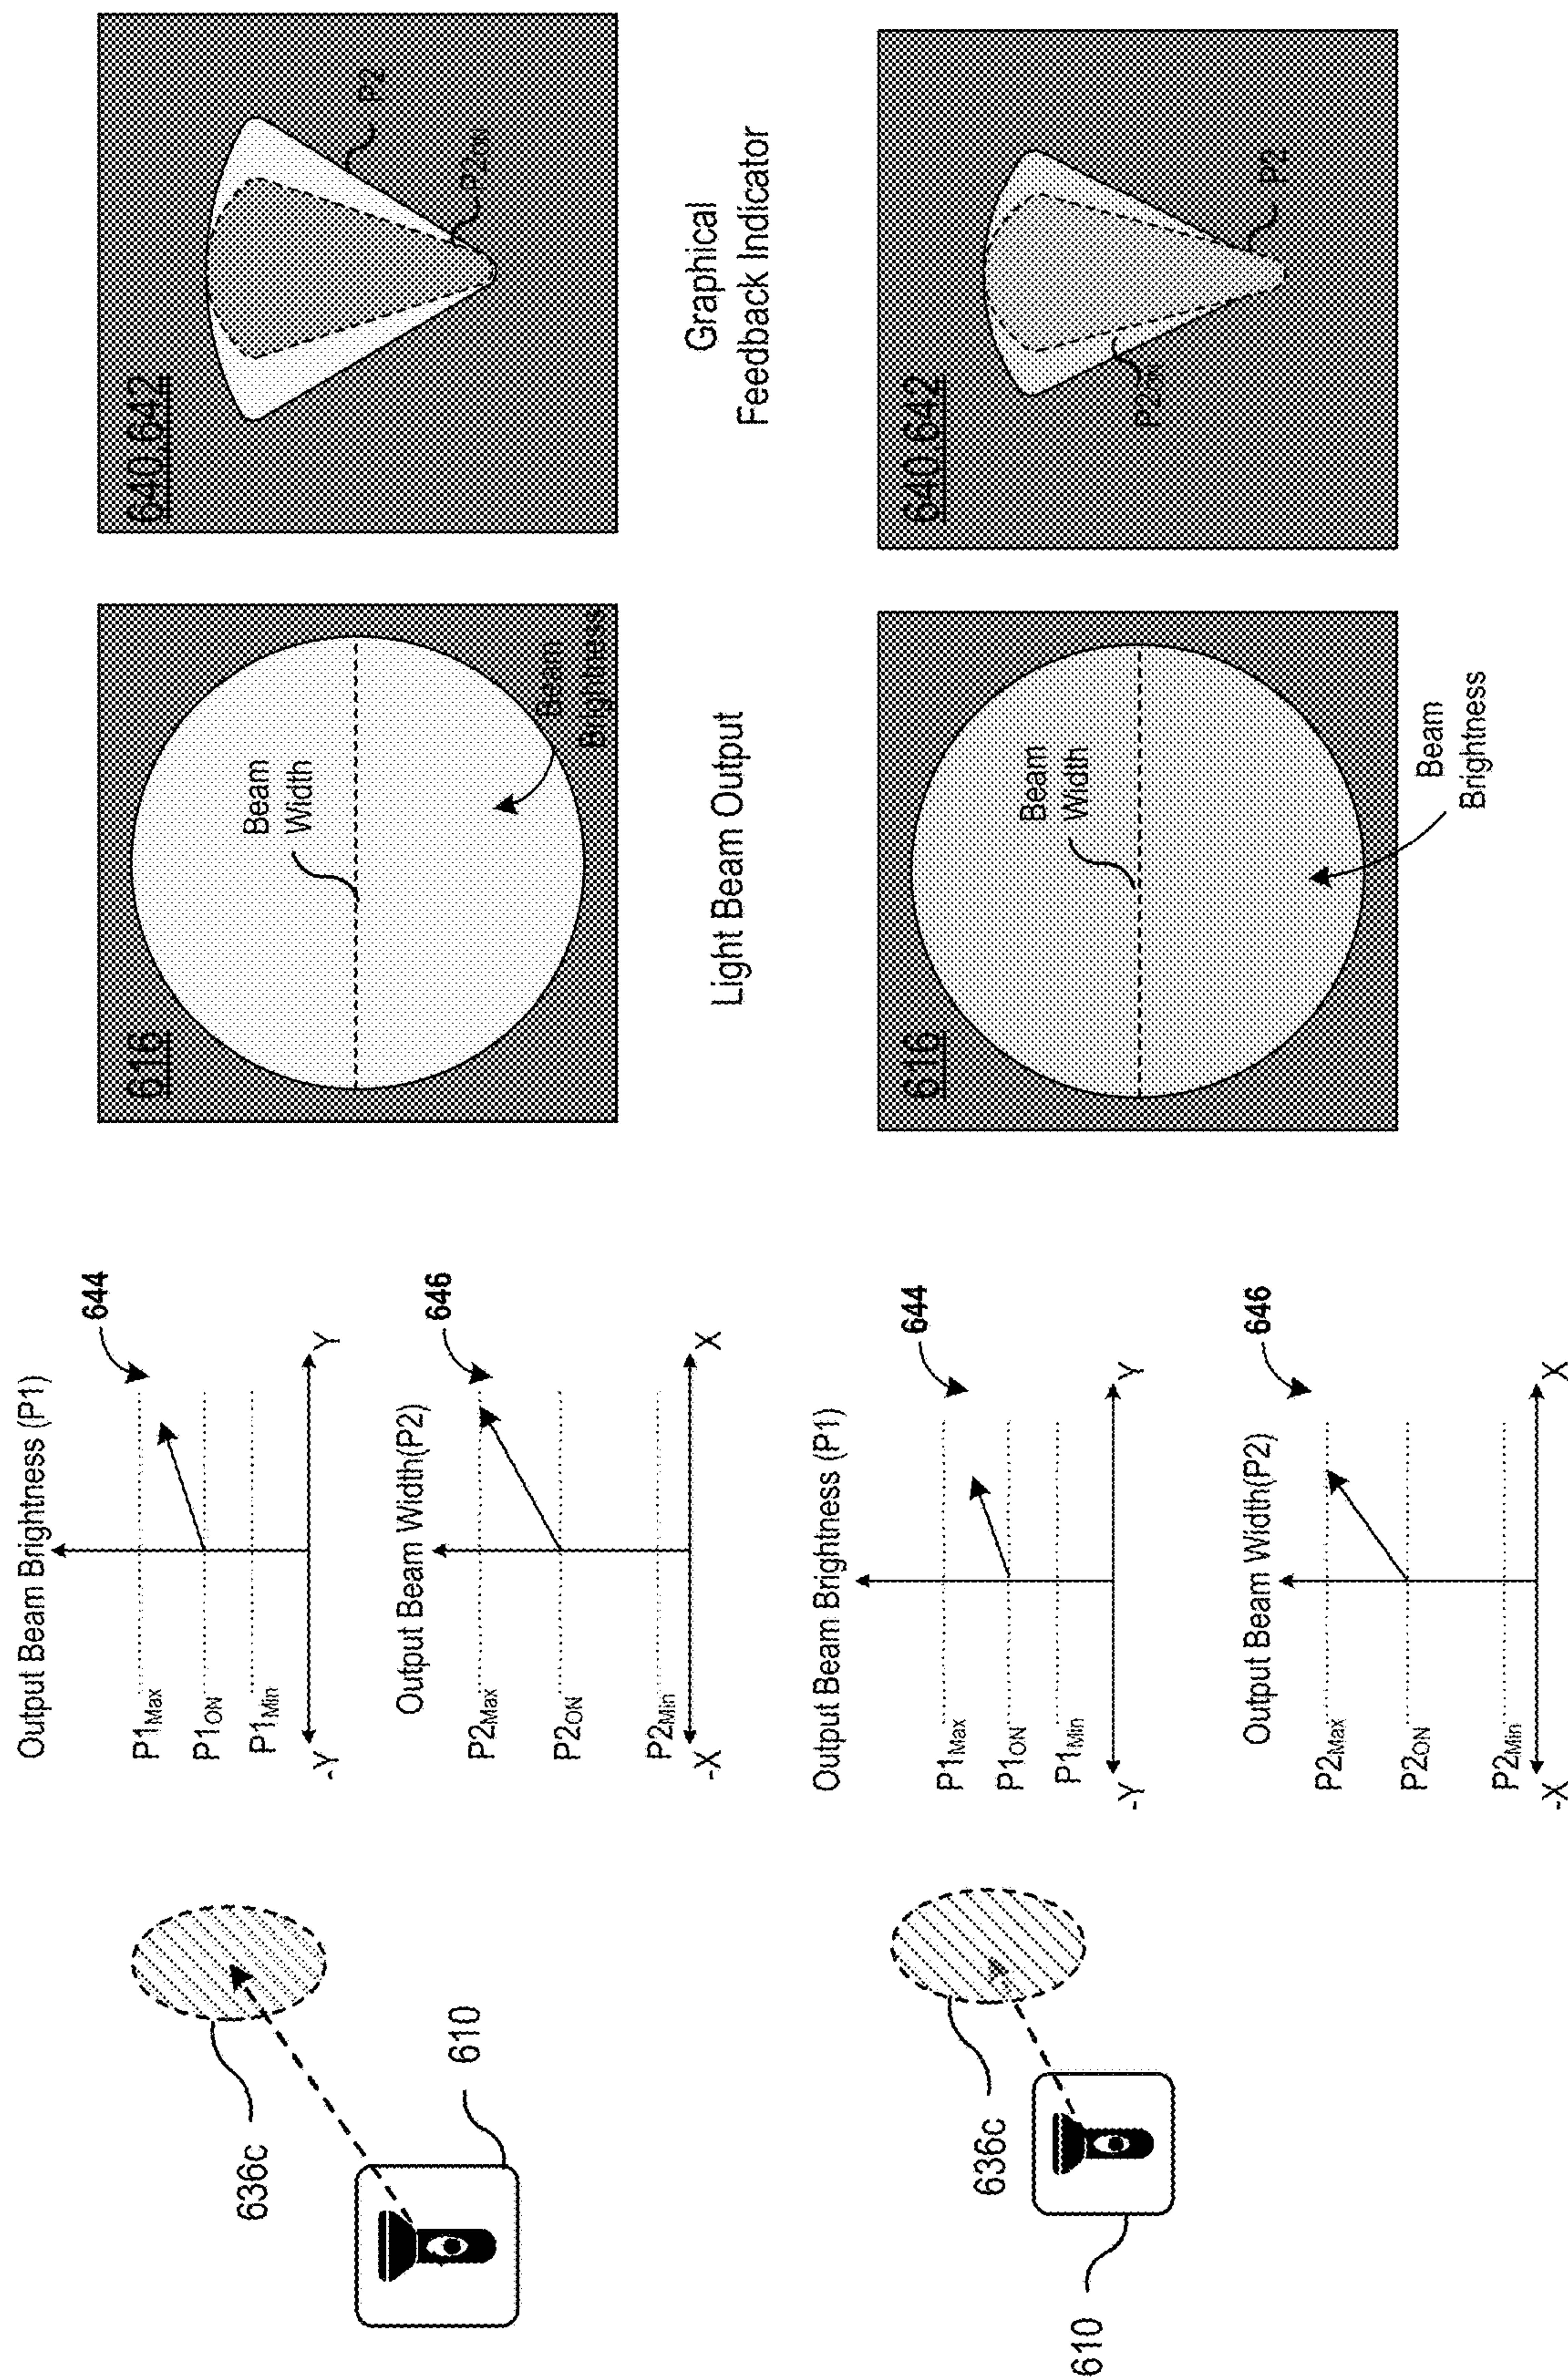 636c
610
Output Beam Brightness (P1)
644
P1Max
P1ON
P1Min
-Y
Y
Output Beam Width(P2)
646
P2Max
P2ON
P2Min
-X
X
616
Beam
Width
Beam
Brightness
Light Beam Output
640,642
P2
P2ON
Graphical
Feedback Indicator
636c
610
Output Beam Brightness (P1)
644
P1Max
P1ON
P1Min
-Y
Y
Output Beam Width(P2)
646
P2Max
P2ON
P2Min
-X
X
616
Beam
Width
Beam
Brightness
640,642
P2ON
P2